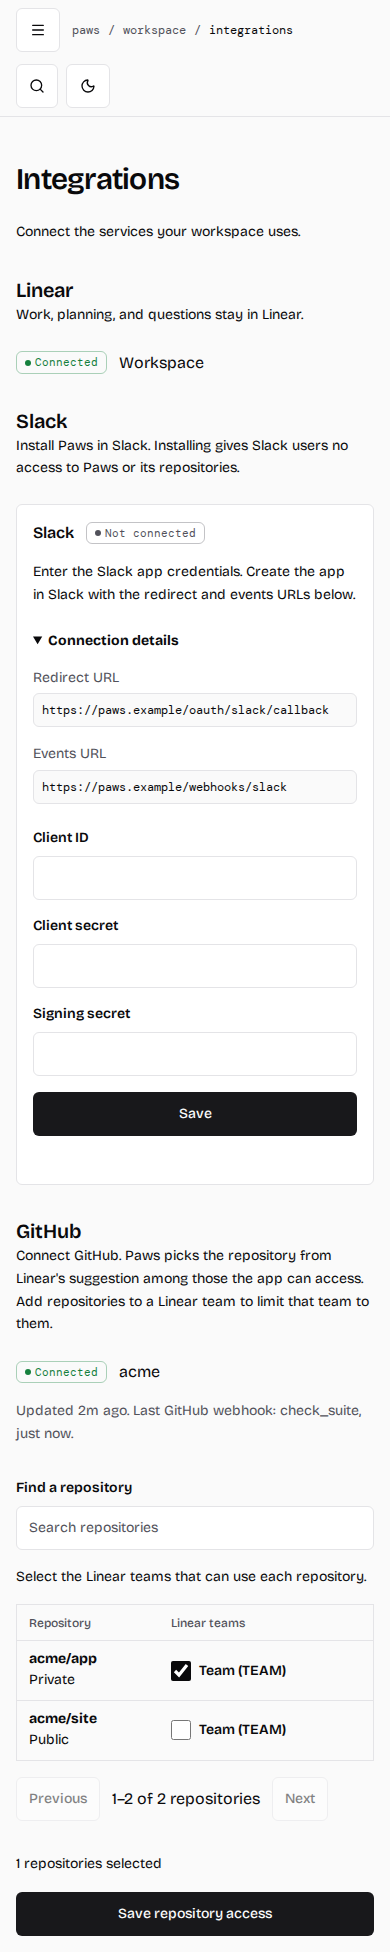 paws / workspace / integrations
Integrations
Connect the services your workspace uses.
Linear
Work, planning, and questions stay in Linear.
Connected Workspace
Slack
Install Paws in Slack. Installing gives Slack users no
access to Paws or its repositories.
Slack Not connected
Enter the Slack app credentials. Create the app
in Slack with the redirect and events URLs below.
▼ Connection details
Redirect URL
https://paws.example/oauth/slack/callback
Events URL
https://paws.example/webhooks/slack
Client ID
Client secret
Signing secret
Save
GitHub
Connect GitHub. Paws picks the repository from
Linear's suggestion among those the app can access.
Add repositories to a Linear team to limit that team to
them.
Connected acme
Updated 2m ago. Last GitHub webhook: check_suite,
just now.
Find a repository
Search repositories
Select the Linear teams that can use each repository.
Repository Linear teams
acme/app
Private
Team (TEAM)
acme/site
Public
Team (TEAM)
Previous 1–2 of 2 repositories Next
1 repositories selected
Save repository access